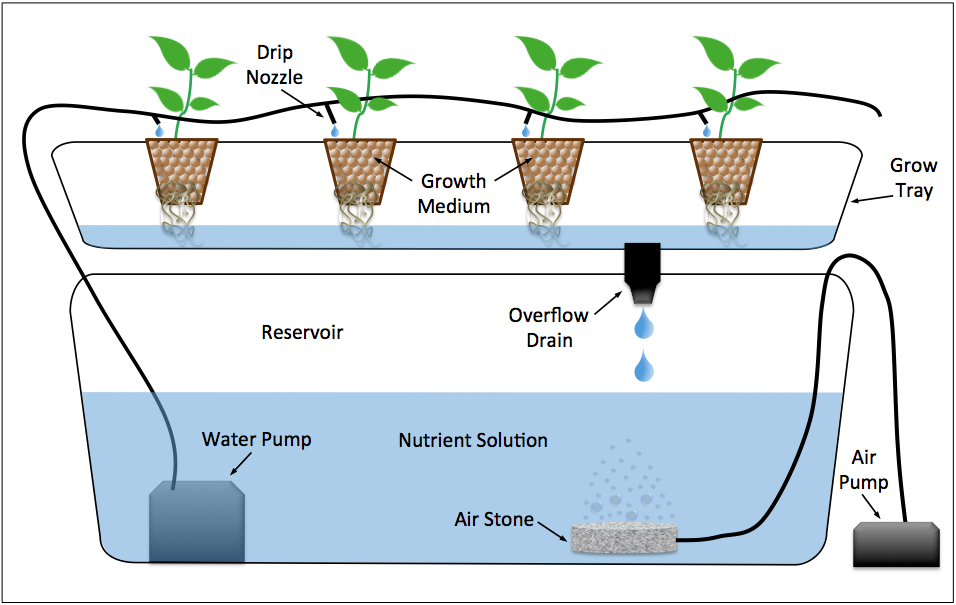 Drip
Nozzle
Growth
Medium
Grow
Tray
Overflow
Drain
Reservoir
Water Pump
Nutrient Solution
Air
Pump
Air Stone